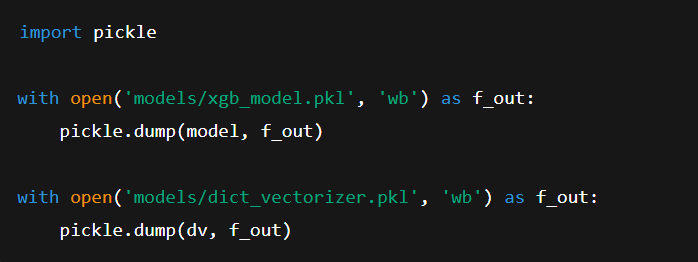 import pickle
with open('models/xgb_model.pkl', 'wb') as f_out:
    pickle.dump(model, f_out)
with open('models/dict_vectorizer.pkl', 'wb') as f_out:
    pickle.dump(dv, f_out)